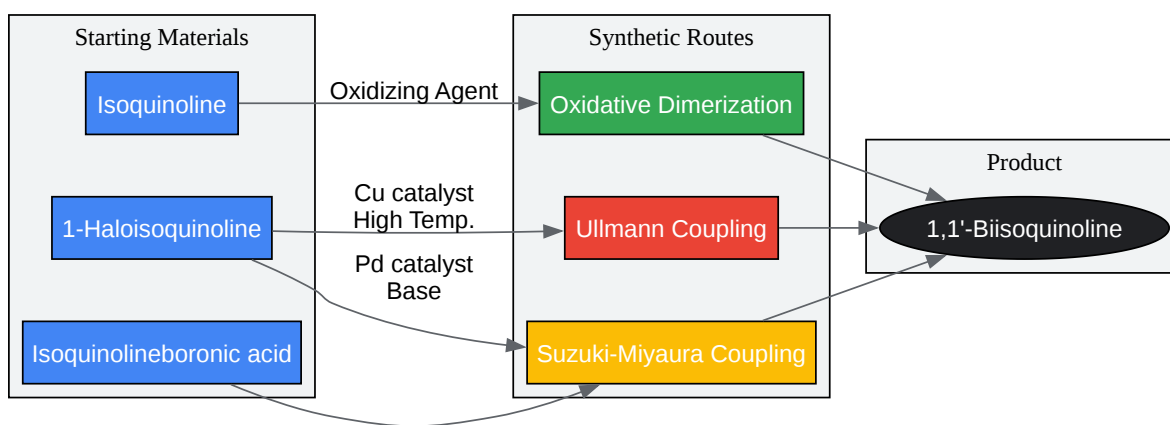 Starting Materials
Isoquinoline
1-Haloisoquinoline
Isoquinolineboronic acid
Oxidizing Agent
Cu catalyst
High Temp.
Pd catalyst
Base
Synthetic Routes
Oxidative Dimerization
Ullmann Coupling
Suzuki-Miyaura Coupling
Product
1,1'-Biisoquinoline